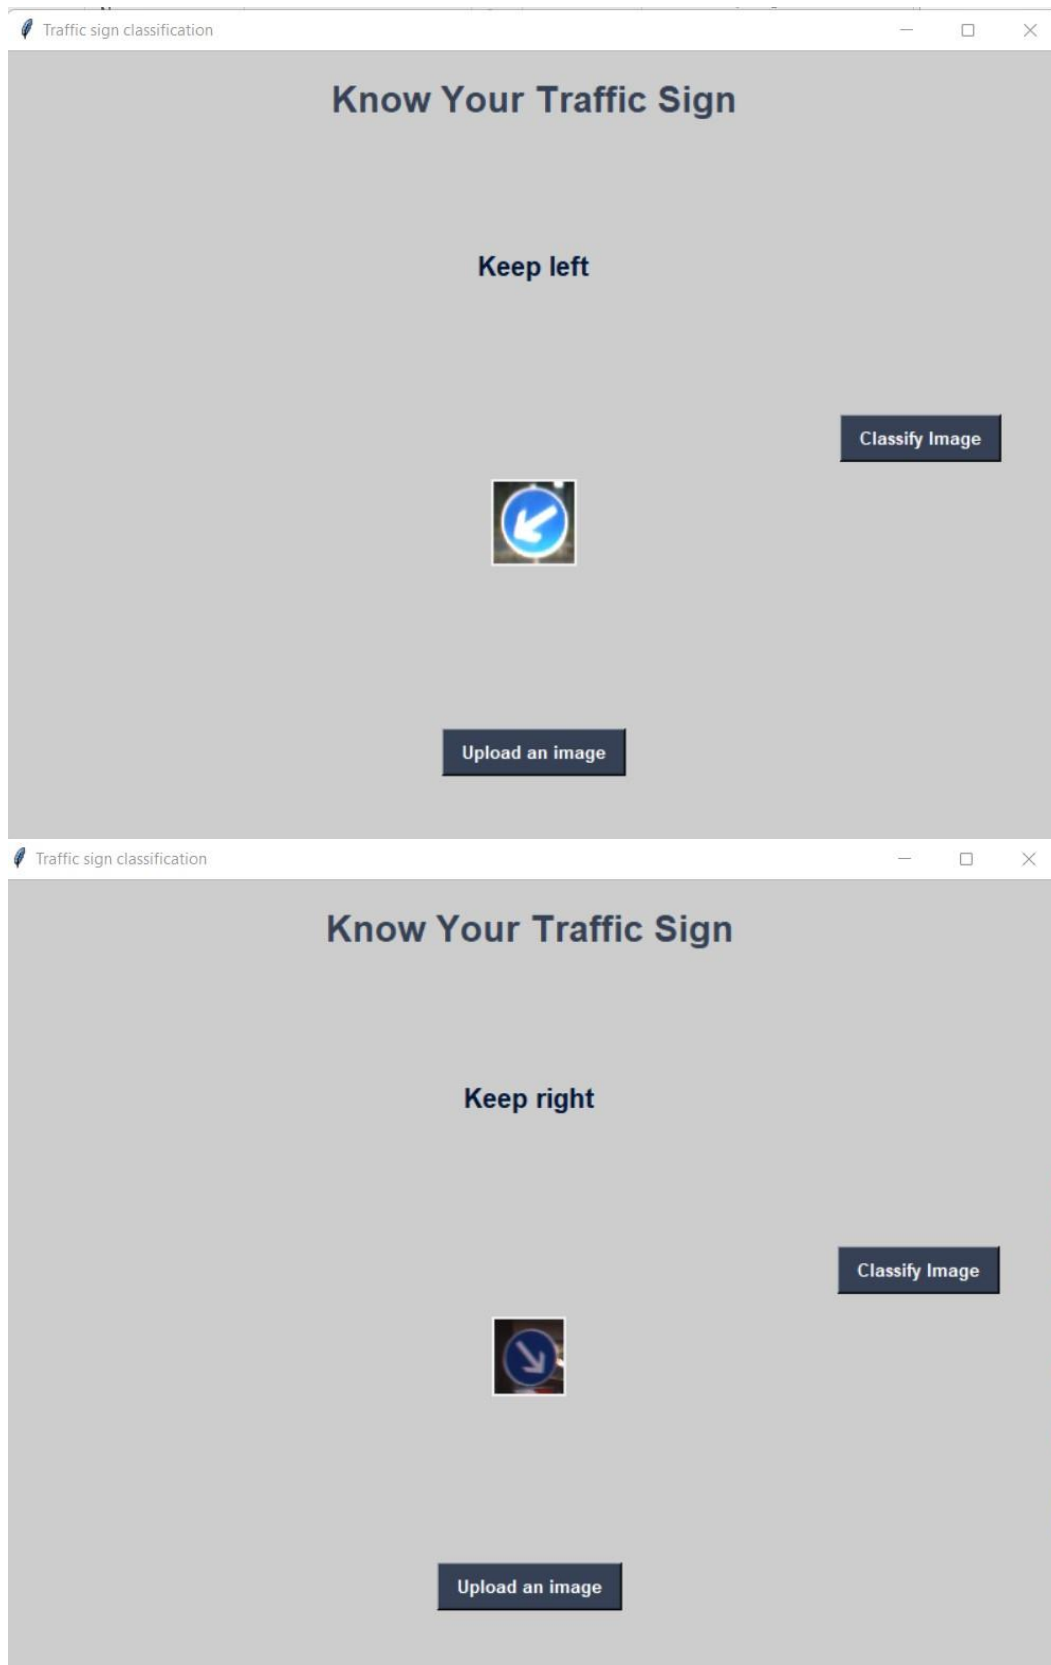 Traffic sign classification
Know Your Traffic Sign
Keep left
Classify Image
Upload an image
Traffic sign classification
Know Your Traffic Sign
Keep right
Classify Image
Upload an image